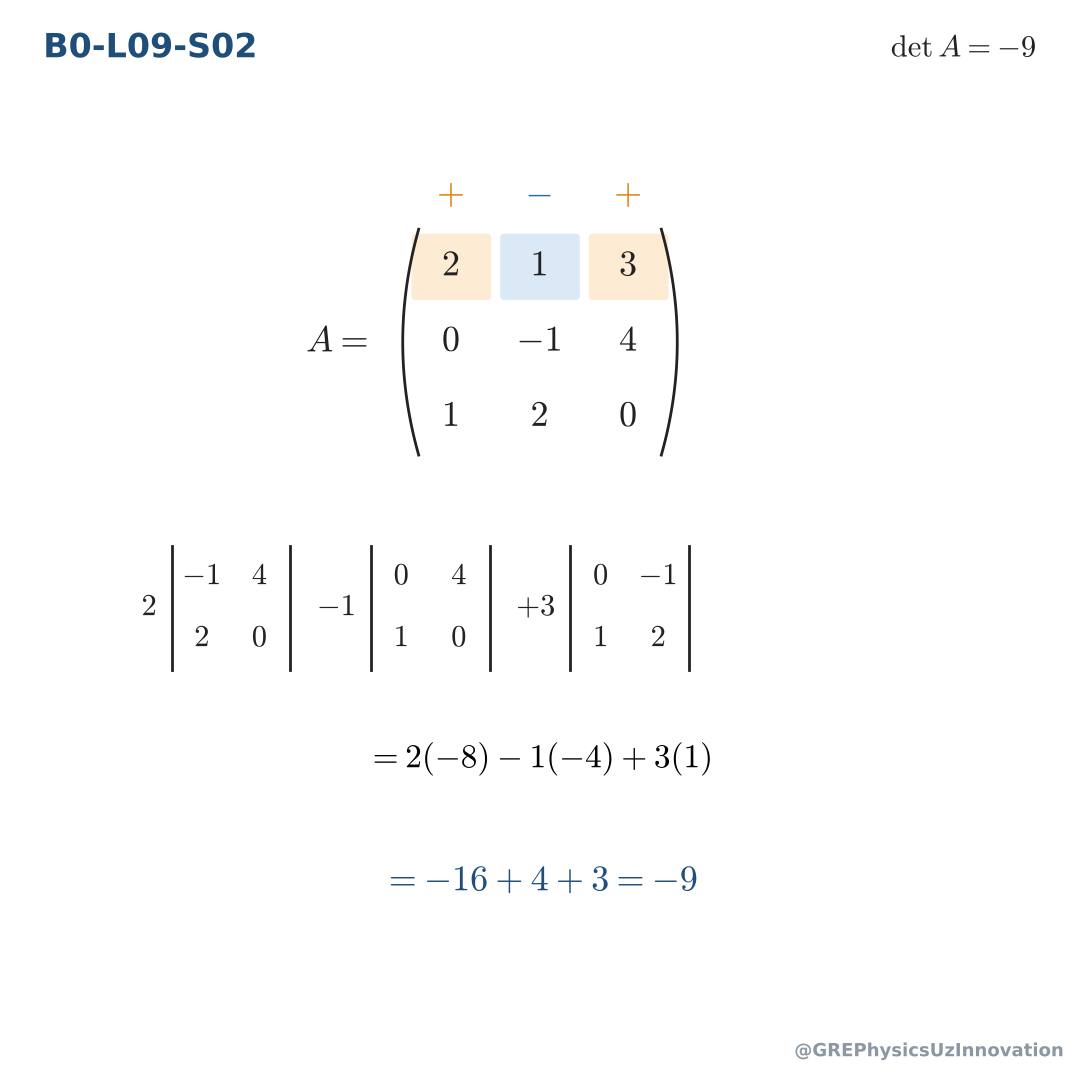 B0-L09-S02
det A = −9
+ − +
2 1 3
A = 0 −1 4
1 2 0
2 | −1 4 | −1 | 0 4 | +3 | 0 −1 |
| 2 0 | | 1 0 | | 1 2 |
= 2(−8) − 1(−4) + 3(1)
= −16 + 4 + 3 = −9
@GREPhysicsUzInnovation